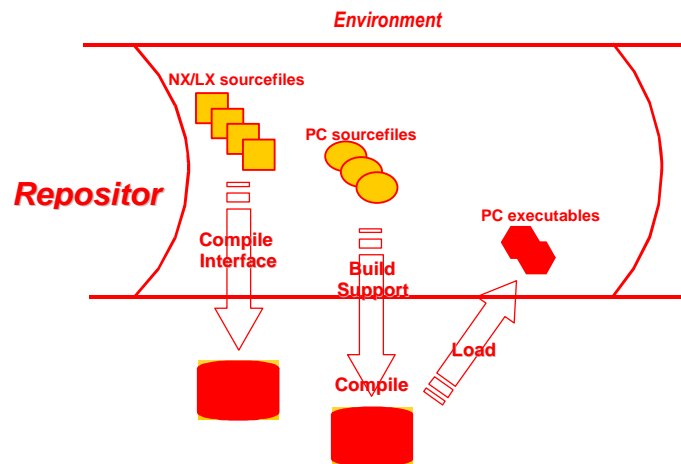 Environment
NX/LX sourcefiles
PC sourcefiles
Repositor
PC executables
Compile
Interface
Build
Support
Load
Compile